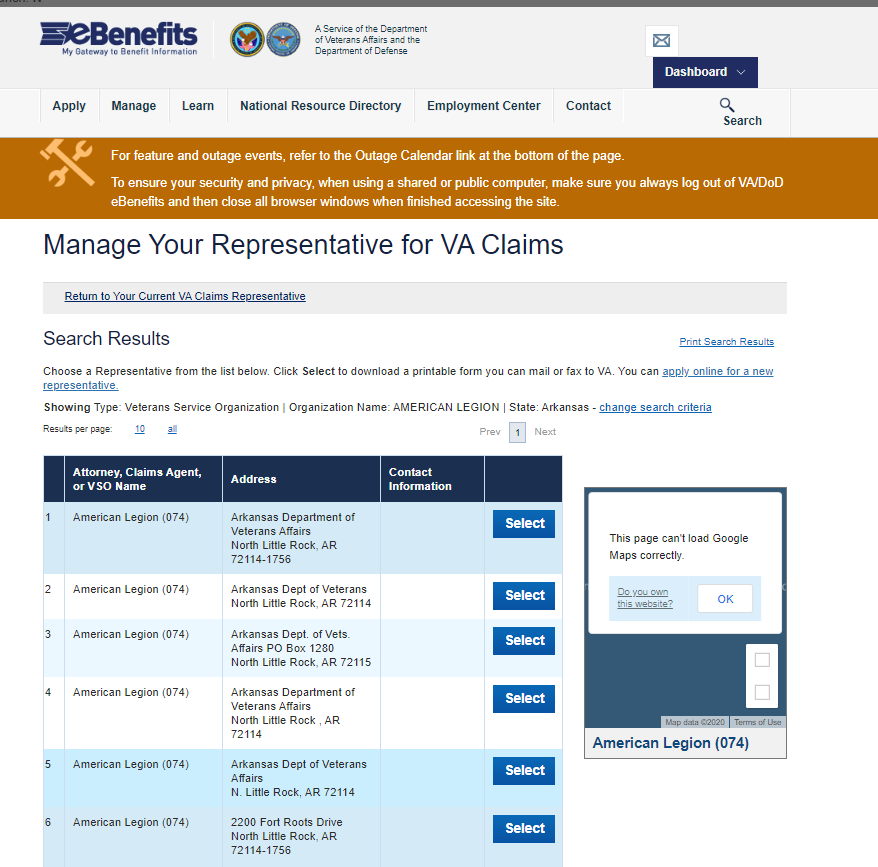 eBenefits
My Gateway to Benefit Information
A Service of the Department
of Veterans Affairs and the
Department of Defense
Dashboard
Apply
Manage
Learn
National Resource Directory
Employment Center
Contact
Search
For feature and outage events, refer to the Outage Calendar link at the bottom of the page.
To ensure your security and privacy, when using a shared or public computer, make sure you always log out of VA/DoD
eBenefits and then close all browser windows when finished accessing the site.
Manage Your Representative for VA Claims
Return to Your Current VA Claims Representative
Search Results
Print Search Results
Choose a Representative from the list below. Click Select to download a printable form you can mail or fax to VA. You can apply online for a new
representative.
Showing Type: Veterans Service Organization | Organization Name: AMERICAN LEGION | State: Arkansas - change search criteria
Results per page: 10 all
Prev 1 Next
Attorney, Claims Agent,
or VSO Name
Address
Contact
Information
1
American Legion (074)
Arkansas Department of
Veterans Affairs
North Little Rock, AR
72114-1756
Select
2
American Legion (074)
Arkansas Dept of Veterans
North Little Rock, AR 72114
Select
3
American Legion (074)
Arkansas Dept. of Vets.
Affairs PO Box 1280
North Little Rock, AR 72115
Select
4
American Legion (074)
Arkansas Department of
Veterans Affairs
North Little Rock , AR
72114
Select
5
American Legion (074)
Arkansas Dept of Veterans
Affairs
N. Little Rock, AR 72114
Select
6
American Legion (074)
2200 Fort Roots Drive
North Little Rock, AR
72114-1756
Select
This page can't load Google
Maps correctly.
Do you own
this website?
OK
Map data ©2020
Terms of Use
American Legion (074)